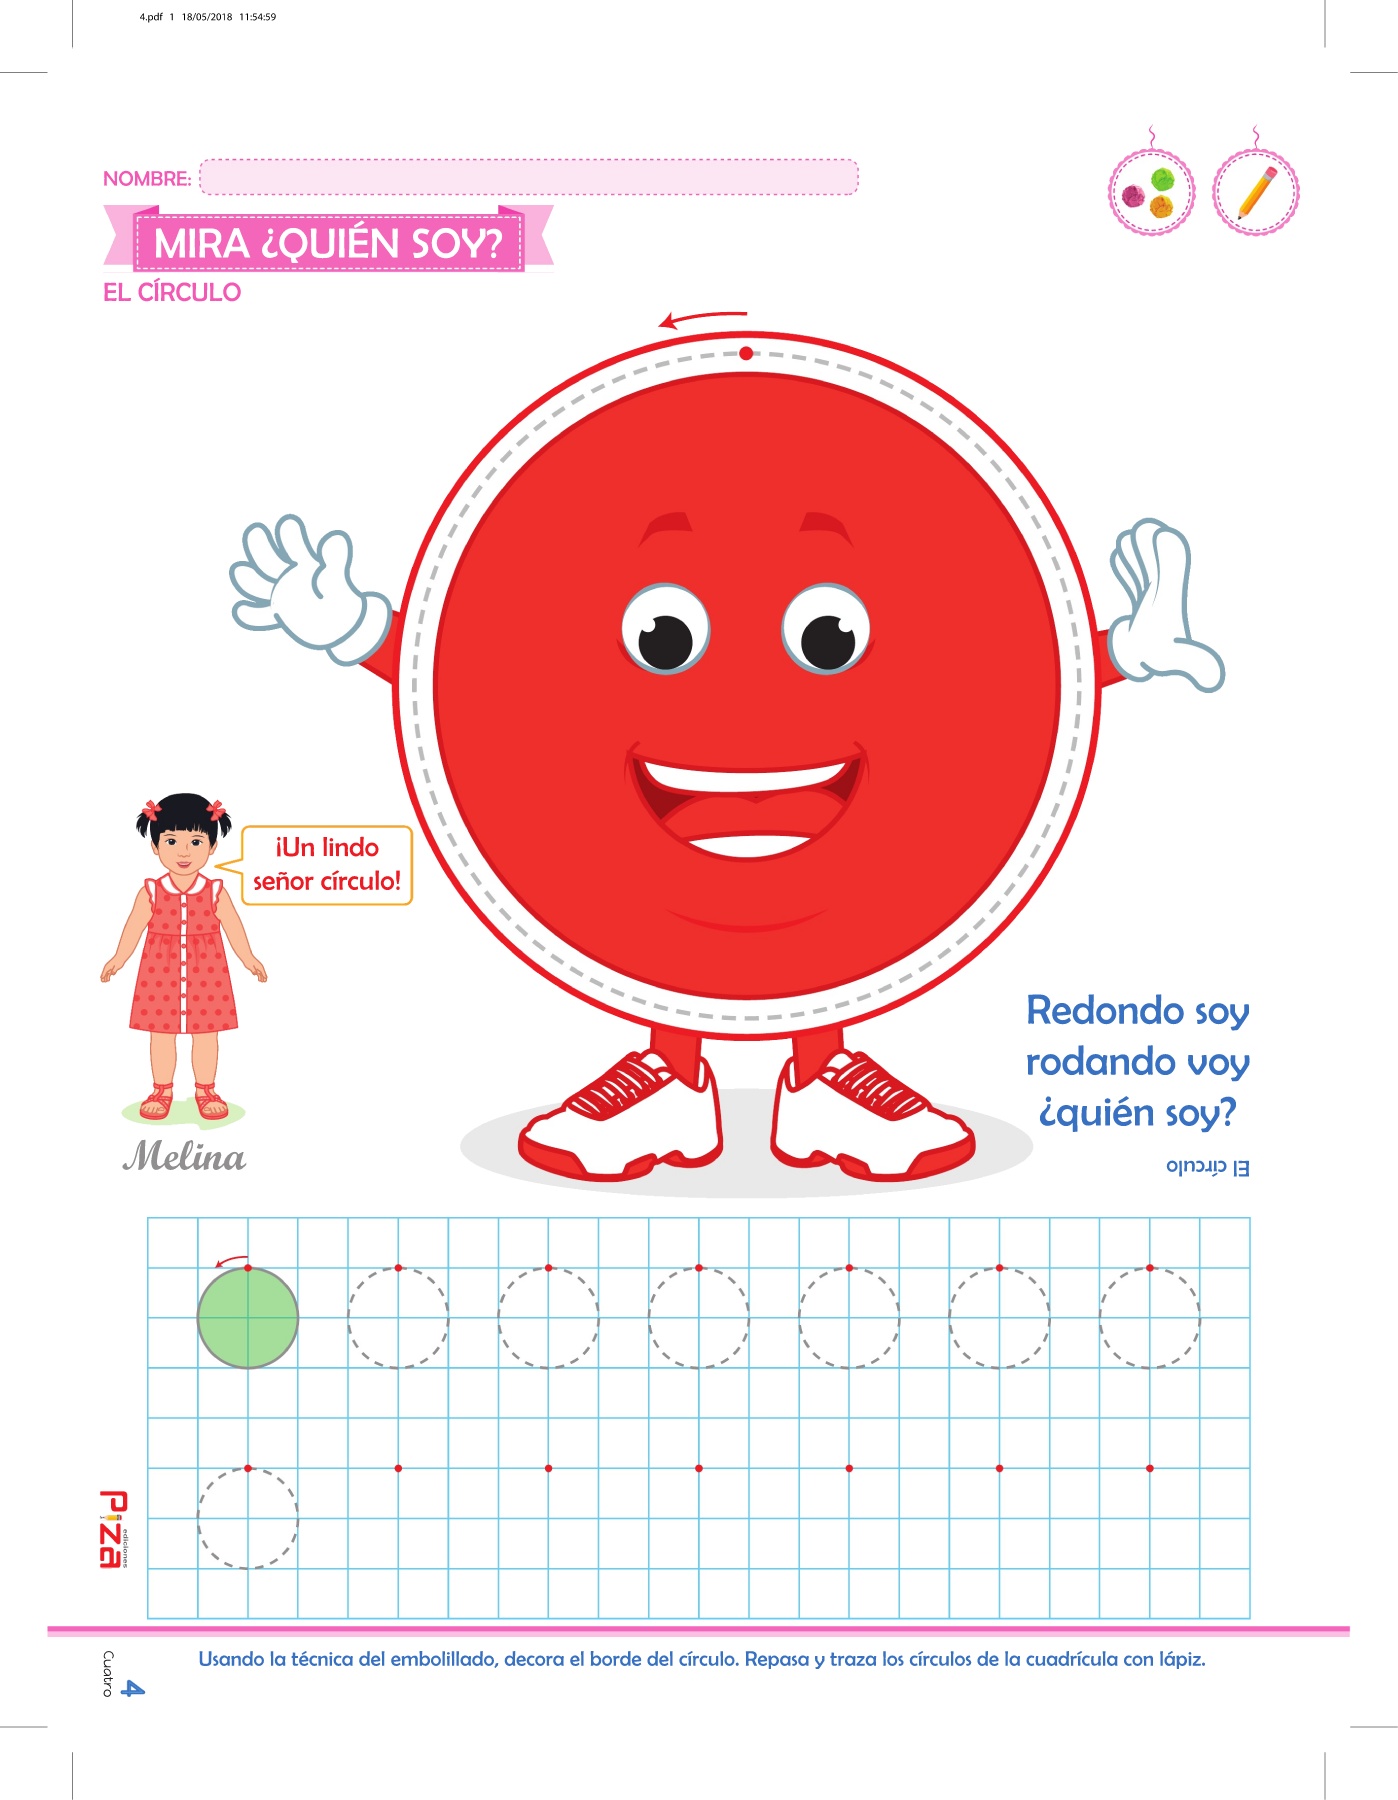 4.pdf 1 18/05/2018 11:54:59
NOMBRE:
MIRA ¿QUIÉN SOY?
EL CÍRCULO
¡Un lindo
señor círculo!
Melina
Redondo soy
rodando voy
¿quién soy?
El círculo
Piza
ediciones
Usando la técnica del embolillado, decora el borde del círculo. Repasa y traza los círculos de la cuadrícula con lápiz.
Cuatro
4